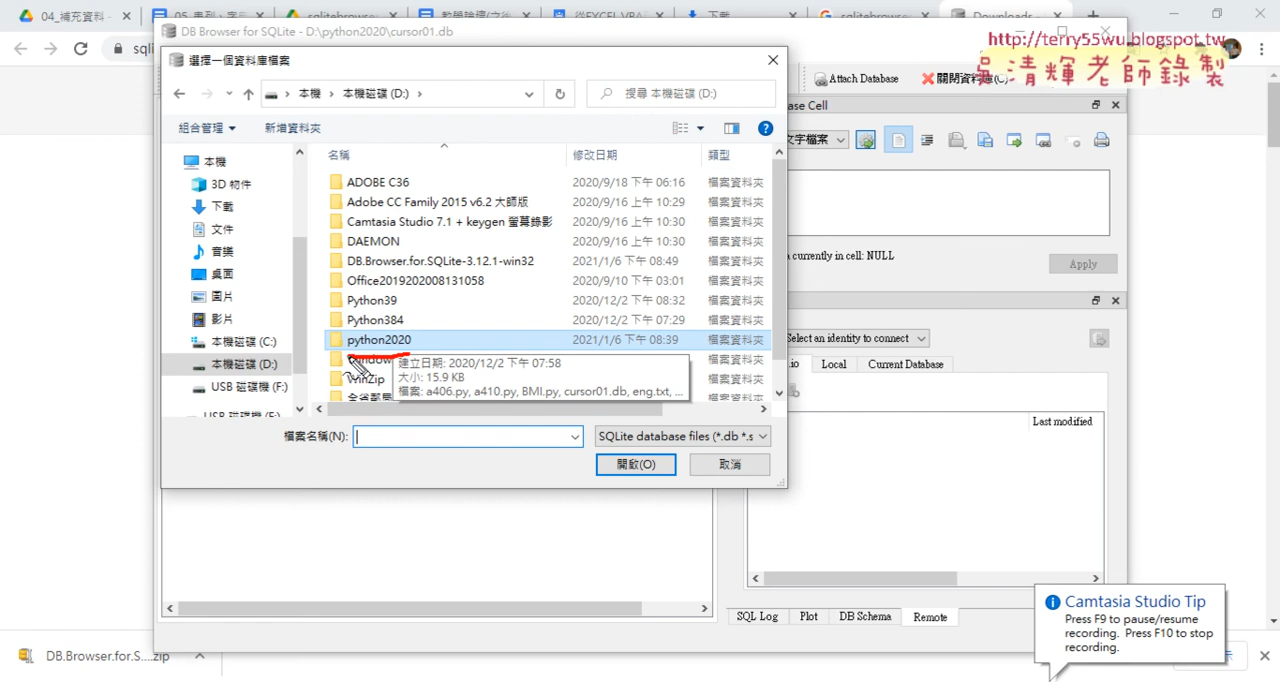 04_補充資料 -
05_串列、字
sqlitebrowse
教學論壇(之後
從EXCEL VBA
下載
sqlitebrowse
Downloads
sqli
DB Browser for SQLite - D:\python2020\cursor01.db
http://terry55wu.blogspot.tw
吳清輝老師錄製
選擇一個資料庫檔案
Attach Database
關閉資料庫(C)
本機 › 本機磁碟 (D:) ›
搜尋 本機磁碟 (D:)
組合管理
新增資料夾
名稱
修改日期
類型
本機
3D 物件
下載
文件
音樂
桌面
圖片
影片
本機磁碟 (C:)
本機磁碟 (D:)
USB 磁碟機 (F:)
USB 磁碟機 (F:)
ADOBE C36 2020/9/18 下午 06:16 檔案資料夾
Adobe CC Family 2015 v6.2 大師版 2020/9/16 上午 10:29 檔案資料夾
Camtasia Studio 7.1 + keygen 螢幕錄影 2020/9/16 上午 10:30 檔案資料夾
DAEMON 2020/9/16 上午 10:30 檔案資料夾
DB.Browser.for.SQLite-3.12.1-win32 2021/1/6 下午 08:49 檔案資料夾
Office2019202008131058 2020/9/10 下午 03:01 檔案資料夾
Python39 2020/12/2 下午 08:32 檔案資料夾
Python384 2020/12/2 下午 07:29 檔案資料夾
python2020 2021/1/6 下午 08:39 檔案資料夾
Window
檔案資料夾
WinZip
檔案資料夾
建立日期: 2020/12/2 下午 07:58
大小: 15.9 KB
檔案: a406.py, a410.py, BMI.py, cursor01.db, eng.txt, ...
檔案名稱(N):
SQLite database files (*.db *.s
開啟(O)
取消
ase Cell
文字檔案
currently in cell: NULL
Apply
Select an identity to connect
.io
Local
Current Database
Last modified
SQL Log
Plot
DB Schema
Remote
Camtasia Studio Tip
Press F9 to pause/resume
recording. Press F10 to stop
recording.
DB.Browser.for.S....zip
示